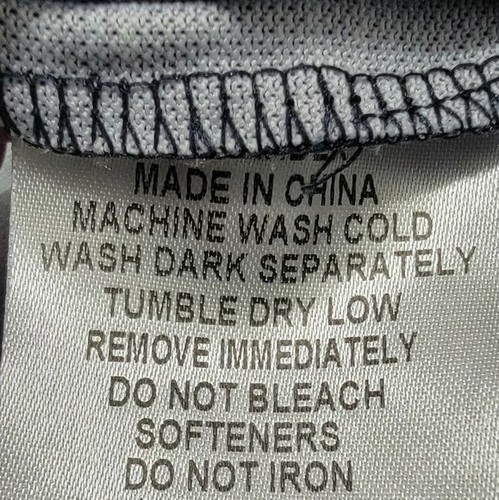 MADE IN CHINA
MACHINE WASH COLD
WASH DARK SEPARATELY
TUMBLE DRY LOW
REMOVE IMMEDIATELY
DO NOT BLEACH
SOFTENERS
DO NOT IRON